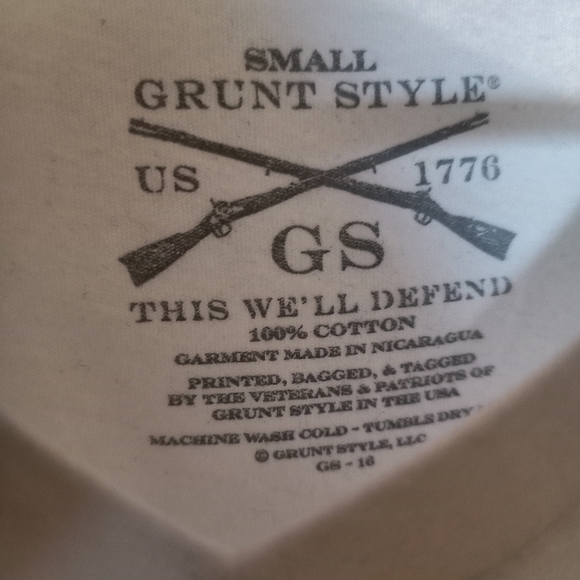 SMALL
GRUNT STYLE®
US 1776
GS
THIS WE'LL DEFEND
100% COTTON
GARMENT MADE IN NICARAGUA
PRINTED, BAGGED, & TAGGED
BY THE VETERANS & PATRIOTS OF
GRUNT STYLE IN THE USA
MACHINE WASH COLD - TUMBLE DRY
© GRUNT STYLE, LLC
GS - 16